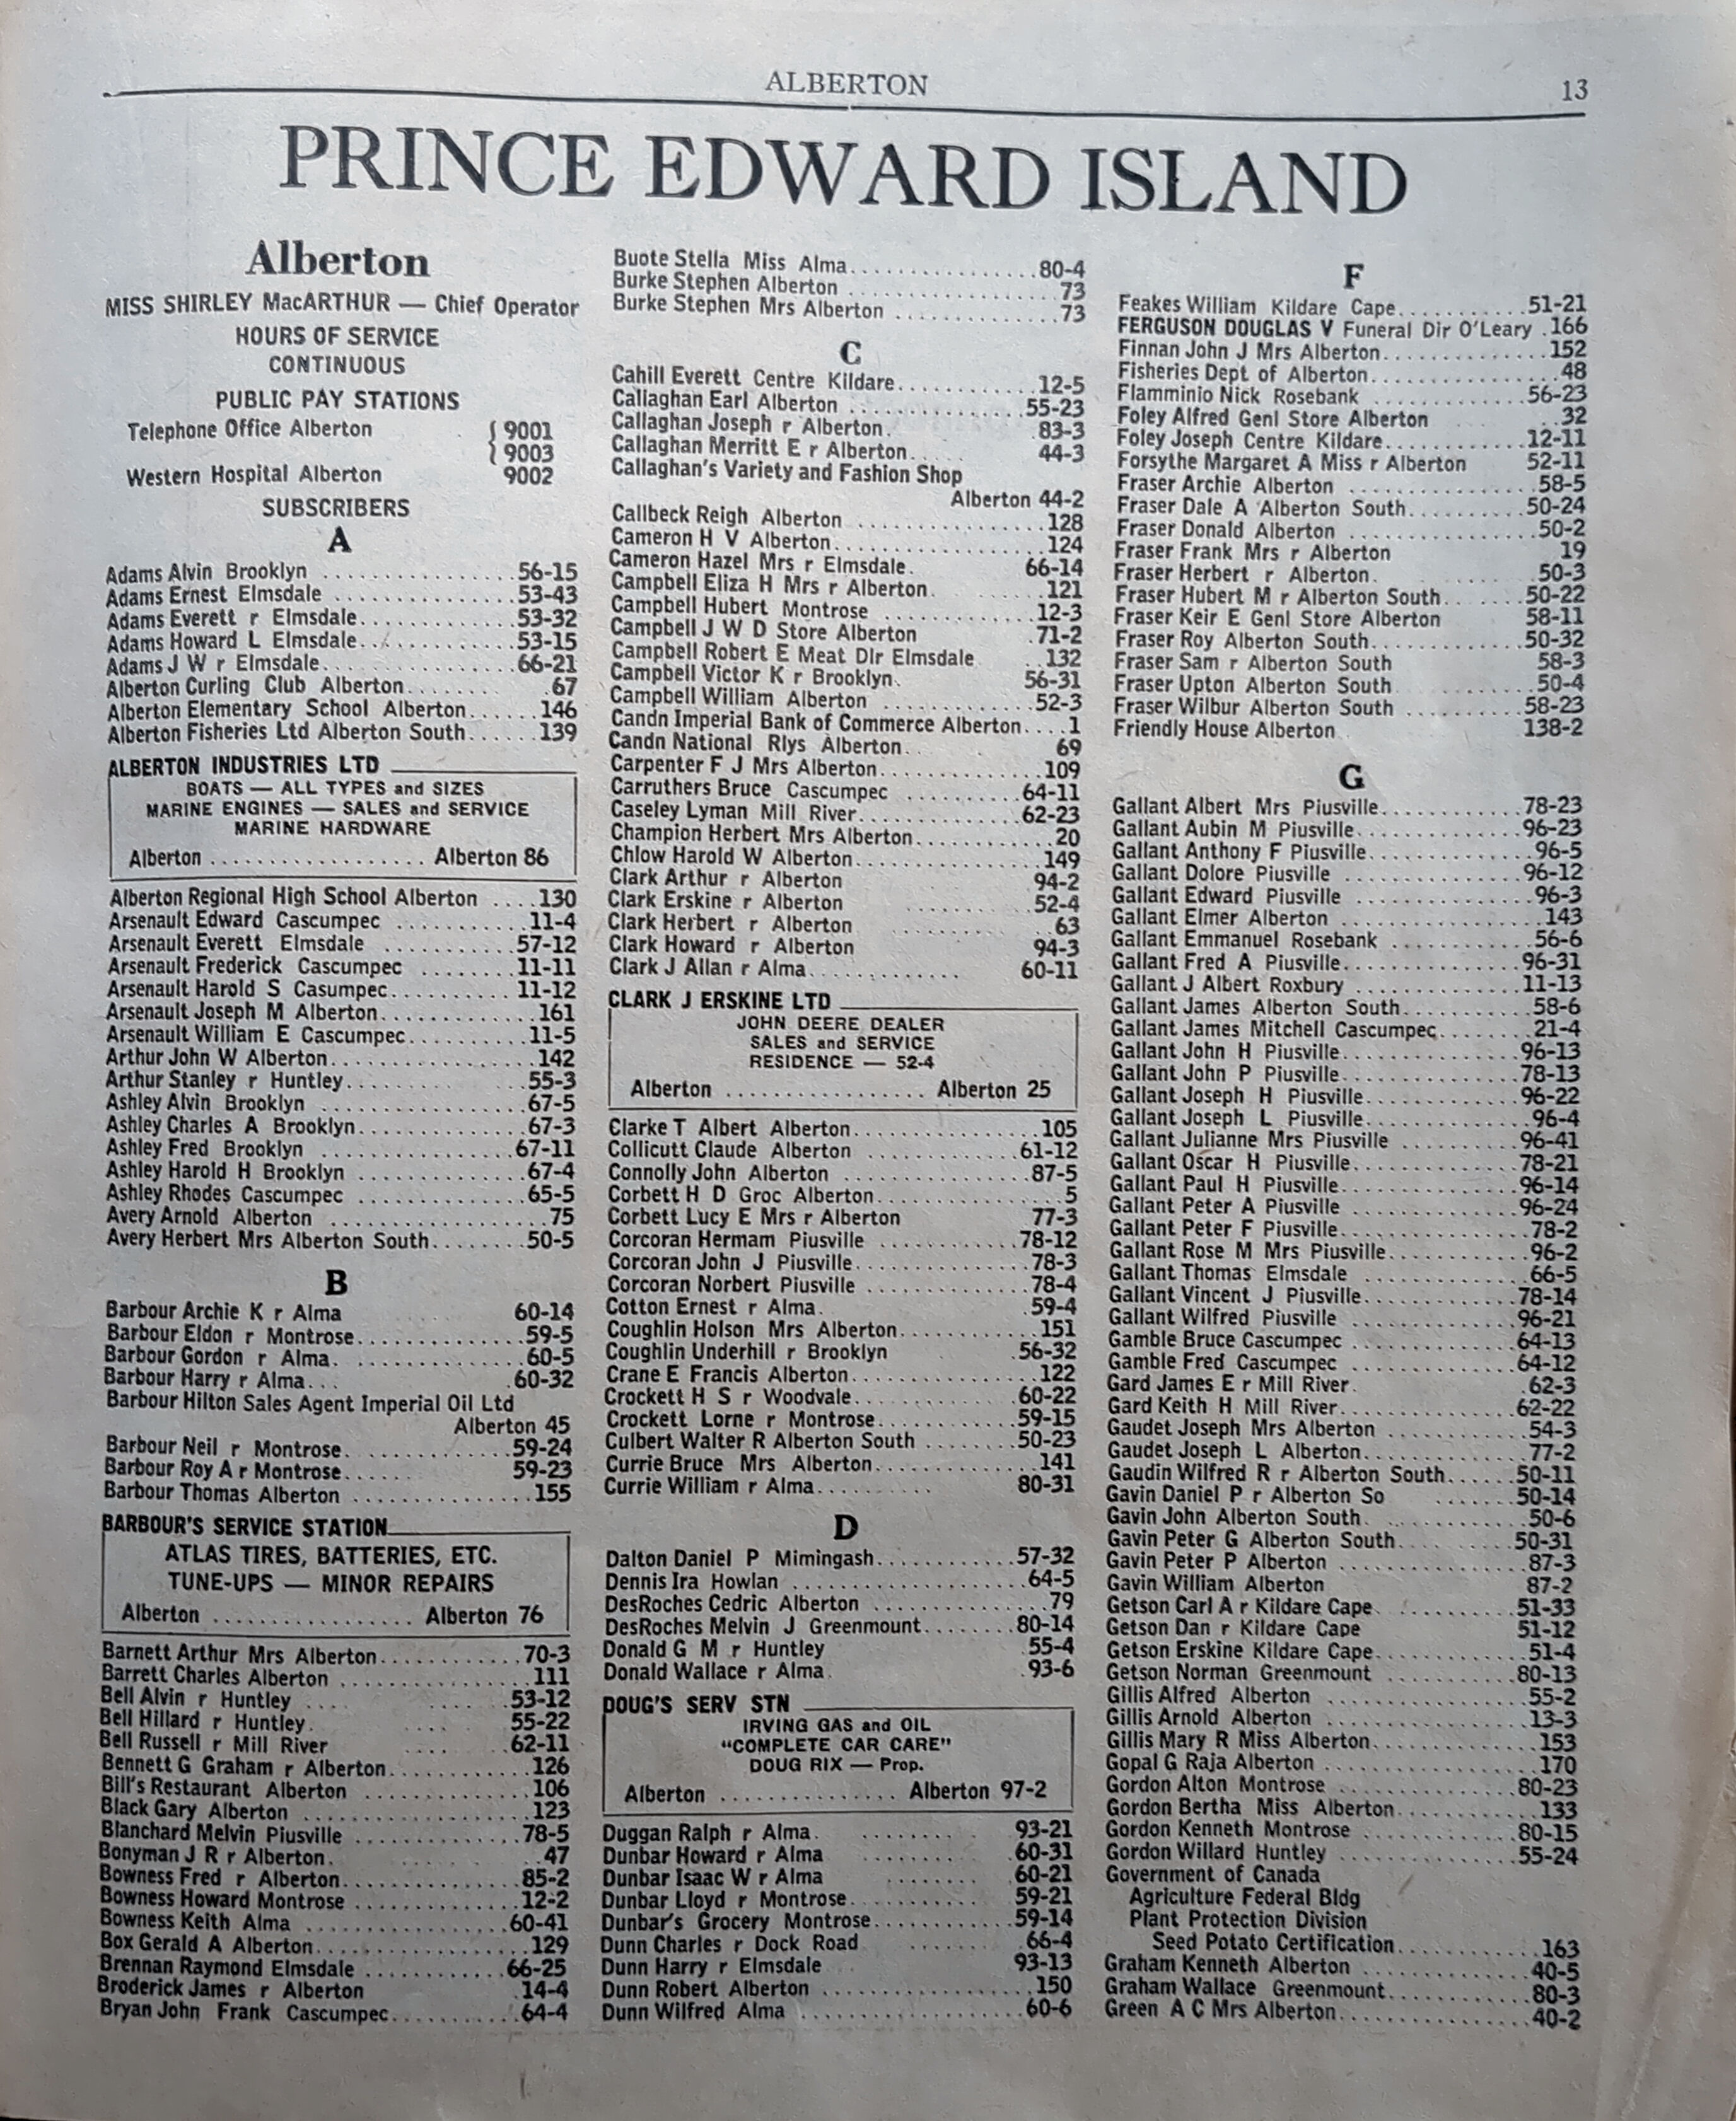 ALBERTON
13
PRINCE EDWARD ISLAND
Alberton
MISS SHIRLEY MacARTHUR — Chief Operator
HOURS OF SERVICE
CONTINUOUS
PUBLIC PAY STATIONS
Telephone Office Alberton { 9001
{ 9003
Western Hospital Alberton 9002
SUBSCRIBERS
A
Adams Alvin Brooklyn ................56-15
Adams Ernest Elmsdale ...............53-43
Adams Everett r Elmsdale.............53-32
Adams Howard L Elmsdale.............53-15
Adams J W r Elmsdale................66-21
Alberton Curling Club Alberton........ .67
Alberton Elementary School Alberton......146
Alberton Fisheries Ltd Alberton South......139
ALBERTON INDUSTRIES LTD
BOATS — ALL TYPES and SIZES
MARINE ENGINES — SALES and SERVICE
MARINE HARDWARE
Alberton .................. Alberton 86
Alberton Regional High School Alberton ....130
Arsenault Edward Cascumpec ...........11-4
Arsenault Everett Elmsdale ...........57-12
Arsenault Frederick Cascumpec ........11-11
Arsenault Harold S Casumpec.......... 11-12
Arsenault Joseph M Alberton.............161
Arsenault William E Cascumpec..........11-5
Arthur John W Alberton.................142
Arthur Stanley r Huntley......... ..55-3
Ashley Alvin Brooklyn .................67-5
Ashley Charles A Brooklyn..............67-3
Ashley Fred Brooklyn ................67-11
Ashley Harold H Brooklyn ..............67-4
Ashley Rhodes Cascumpec ..............65-5
Avery Arnold Alberton ..................75
Avery Herbert Mrs Alberton South........50-5
B
Barbour Archie K r Alma 60-14
Barbour Eldon r Montrose..............59-5
Barbour Gordon r Alma. .............60-5
Barbour Harry r Alma... .60-32
Barbour Hilton Sales Agent Imperial Oil Ltd
Alberton 45
Barbour Neil r Montrose..............59-24
Barbour Roy A r Montrose...... 59-23
Barbour Thomas Alberton ...............155
BARBOUR'S SERVICE STATION
ATLAS TIRES, BATTERIES, ETC.
TUNE-UPS — MINOR REPAIRS
Alberton ................. Alberton 76
Barnett Arthur Mrs Alberton............70-3
Barrett Charles Alberton ................111
Bell Alvin r Huntley .... ......53-12
Bell Hillard r Huntley. .... 55-22
Bell Russell r Mill River .... .62-11
Bennett G Graham r Alberton............126
Bill's Restaurant Alberton ..............106
Black Gary Alberton ...................123
Blanchard Melvin Piusville ..............78-5
Bonyman J R r Alberton. ..... ..47
Bowness Fred r Alberton...............85-2
Bowness Howard Montrose ..............12-2
Bowness Keith Alma .................60-41
Box Gerald A Alberton..................129
Brennan Raymond Elmsdale ............66-25
Broderick James r Alberton .14-4
Bryan John Frank Cascumpec...........64-4
Buote Stella Miss Alma................80-4
Burke Stephen Alberton ..................73
Burke Stephen Mrs Alberton ..............73
C
Cahill Everett Centre Kildare............12-5
Callaghan Earl Alberton ..............55-23
Callaghan Joseph r Alberton. .83-3
Callaghan Merritt E r Alberton..... 44-3
Callaghan's Variety and Fashion Shop
Alberton 44-2
Callbeck Reigh Alberton ................128
Cameron H V Alberton..................124
Cameron Hazel Mrs r Elmsdale. 66-14
Campbell Eliza H Mrs r Alberton. ......121
Campbell Hubert Montrose ............12-3
Campbell J W D Store Alberton .71-2
Campbell Robert E Meat Dlr Elmsdale ..132
Campbell Victor K r Brooklyn. 56-31
Campbell William Alberton ............52-3
Candn Imperial Bank of Commerce Alberton....1
Candn National Rlys Alberton.. 69
Carpenter F J Mrs Alberton..............109
Carruthers Bruce Cascumpec ..........64-11
Caseley Lyman Mill River..............62-23
Champion Herbert Mrs Alberton............20
Chlow Harold W Alberton................149
Clark Arthur r Alberton 94-2
Clark Erskine r Alberton ..........52-4
Clark Herbert r Alberton .............63
Clark Howard r Alberton 94-3
Clark J Allan r Alma............ 60-11
CLARK J ERSKINE LTD
JOHN DEERE DEALER
SALES and SERVICE
RESIDENCE — 52-4
Alberton ................. Alberton 25
Clarke T Albert Alberton................105
Collicutt Claude Alberton .............61-12
Connolly John Alberton ...............87-5
Corbett H D Groc Alberton................5
Corbett Lucy E Mrs r Alberton 77-3
Corcoran Hermam Piusville ............78-12
Corcoran John J Piusville..............78-3
Corcoran Norbert Piusville .............78-4
Cotton Ernest r Alma. .59-4
Coughlin Holson Mrs Alberton............151
Coughlin Underhill r Brooklyn .56-32
Crane E Francis Alberton................122
Crockett H S r Woodvale..............60-22
Crockett Lorne r Montrose............59-15
Culbert Walter R Alberton South ........50-23
Currie Bruce Mrs Alberton..............141
Currie William r Alma........... 80-31
D
Dalton Daniel P Mimingash............57-32
Dennis Ira Howlan ....................64-5
DesRoches Cedric Alberton ...............79
DesRoches Melvin J Greenmount........80-14
Donald G M r Huntley .55-4
Donald Wallace r Alma. .93-6
DOUG'S SERV STN
IRVING GAS and OIL
"COMPLETE CAR CARE"
DOUG RIX — Prop.
Alberton ............... Alberton 97-2
Duggan Ralph r Alma. ......... 93-21
Dunbar Howard r Alma .60-31
Dunbar Isaac W r Alma ........ 60-21
Dunbar Lloyd r Montrose..............59-21
Dunbar's Grocery Montrose............59-14
Dunn Charles r Dock Road ........66-4
Dunn Harry r Elmsdale 93-13
Dunn Robert Alberton ..................150
Dunn Wilfred Alma ...................60-6
F
Feakes William Kildare Cape...........51-21
FERGUSON DOUGLAS V Funeral Dir O'Leary .166
Finnan John J Mrs Alberton..............152
Fisheries Dept of Alberton................48
Flamminio Nick Rosebank .............56-23
Foley Alfred Genl Store Alberton ...32
Foley Joseph Centre Kildare............12-11
Forsythe Margaret A Miss r Alberton 52-11
Fraser Archie Alberton .................58-5
Fraser Dale A Alberton South..........50-24
Fraser Donald Alberton ................50-2
Fraser Frank Mrs r Alberton 19
Fraser Herbert r Alberton. ........50-3
Fraser Hubert M r Alberton South.. .....50-22
Fraser Keir E Genl Store Alberton 58-11
Fraser Roy Alberton South.............50-32
Fraser Sam r Alberton South 58-3
Fraser Upton Alberton South ........50-4
Fraser Wilbur Alberton South ..........58-23
Friendly House Alberton 138-2
G
Gallant Albert Mrs Piusville............78-23
Gallant Aubin M Piusville..............96-23
Gallant Anthony F Piusville.............96-5
Gallant Dolore Piusville ..............96-12
Gallant Edward Piusville ...............96-3
Gallant Elmer Alberton .................143
Gallant Emmanuel Rosebank ............56-6
Gallant Fred A Piusville..............96-31
Gallant J Albert Roxbury .............11-13
Gallant James Alberton South...........58-6
Gallant James Mitchell Cascumpec........21-4
Gallant John H Piusville..............96-13
Gallant John P Piusville..............78-13
Gallant Joseph H Piusville............96-22
Gallant Joseph L Piusville.............96-4
Gallant Julianne Mrs Piusville ..........96-41
Gallant Oscar H Piusville..............78-21
Gallant Paul H Piusville...............96-14
Gallant Peter A Piusville .............96-24
Gallant Peter F Piusville...............78-2
Gallant Rose M Mrs Piusville............96-2
Gallant Thomas Elmsdale ..............66-5
Gallant Vincent J Piusville.............78-14
Gallant Wilfred Piusville ..............96-21
Gamble Bruce Cascumpec .............64-13
Gamble Fred Cascumpec ..............64-12
Gard James E r Mill River. .62-3
Gard Keith H Mill River..............62-22
Gaudet Joseph Mrs Alberton ............54-3
Gaudet Joseph L Alberton..............77-2
Gaudin Wilfred R r Alberton South......50-11
Gavin Daniel P r Alberton So .......50-14
Gavin John Alberton South. .............50-6
Gavin Peter G Alberton South.. .......50-31
Gavin Peter P Alberton ................87-3
Gavin William Alberton 87-2
Getson Carl A r Kildare Cape. ..........51-33
Getson Dan r Kildare Cape 51-12
Getson Erskine Kildare Cape............51-4
Getson Norman Greenmount ...........80-13
Gillis Alfred Alberton .................55-2
Gillis Arnold Alberton .................13-3
Gillis Mary R Miss Alberton..............153
Gopal G Raja Alberton .................170
Gordon Alton Montrose ...............80-23
Gordon Bertha Miss Alberton............133
Gordon Kenneth Montrose ............80-15
Gordon Willard Huntley ..............55-24
Government of Canada
Agriculture Federal Bldg
Plant Protection Division
Seed Potato Certification............163
Graham Kenneth Alberton ..............40-5
Graham Wallace Greenmount............80-3
Green A C Mrs Alberton...............40-2